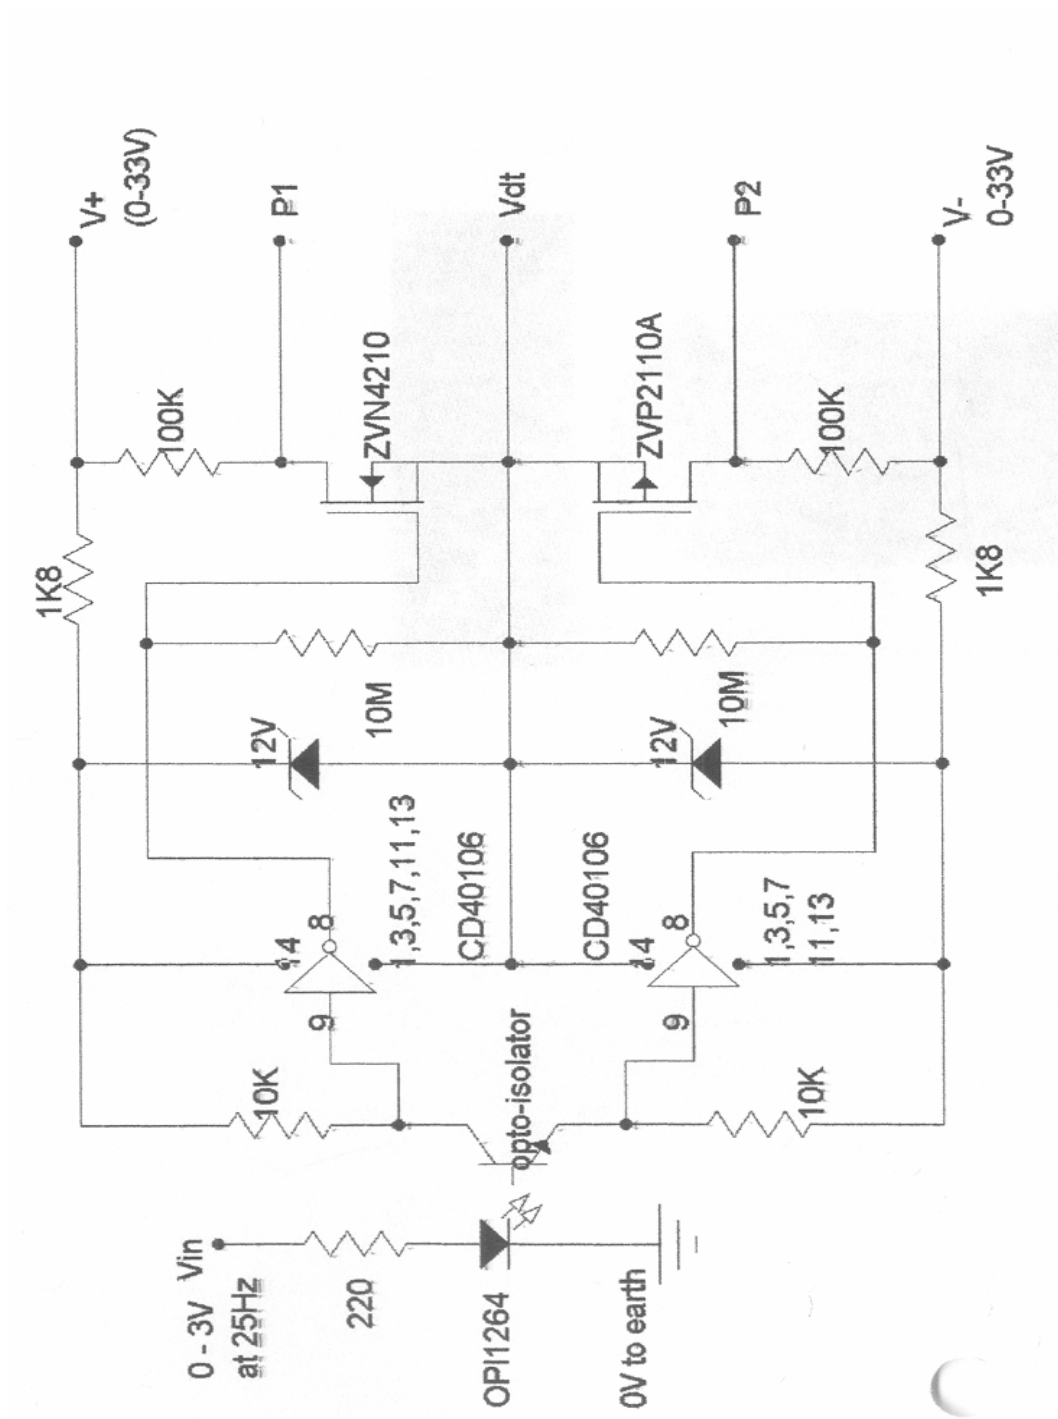 V+
(0-33V)
P1
Vdt
P2
V-
0-33V
100K
ZVN4210
ZVP2110A
100K
1K8
1K8
12V
10M
12V
10M
14
8
1,3,5,7,11,13
CD40106
CD40106
14
8
1,3,5,7
11,13
9
9
10K
opto-isolator
10K
0 - 3V Vin
at 25Hz
220
OPI1264
0V to earth